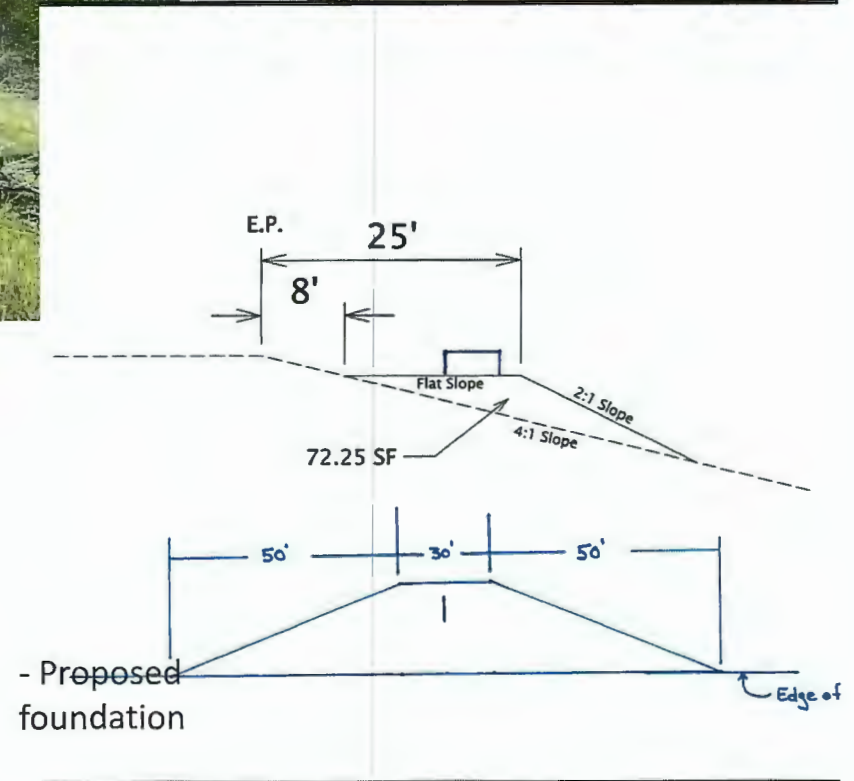 E.P.
25'
8'
Flat Slope
2:1 Slope
4:1 Slope
72.25 SF
50'
30'
50'
- Proposed
foundation
Edge of